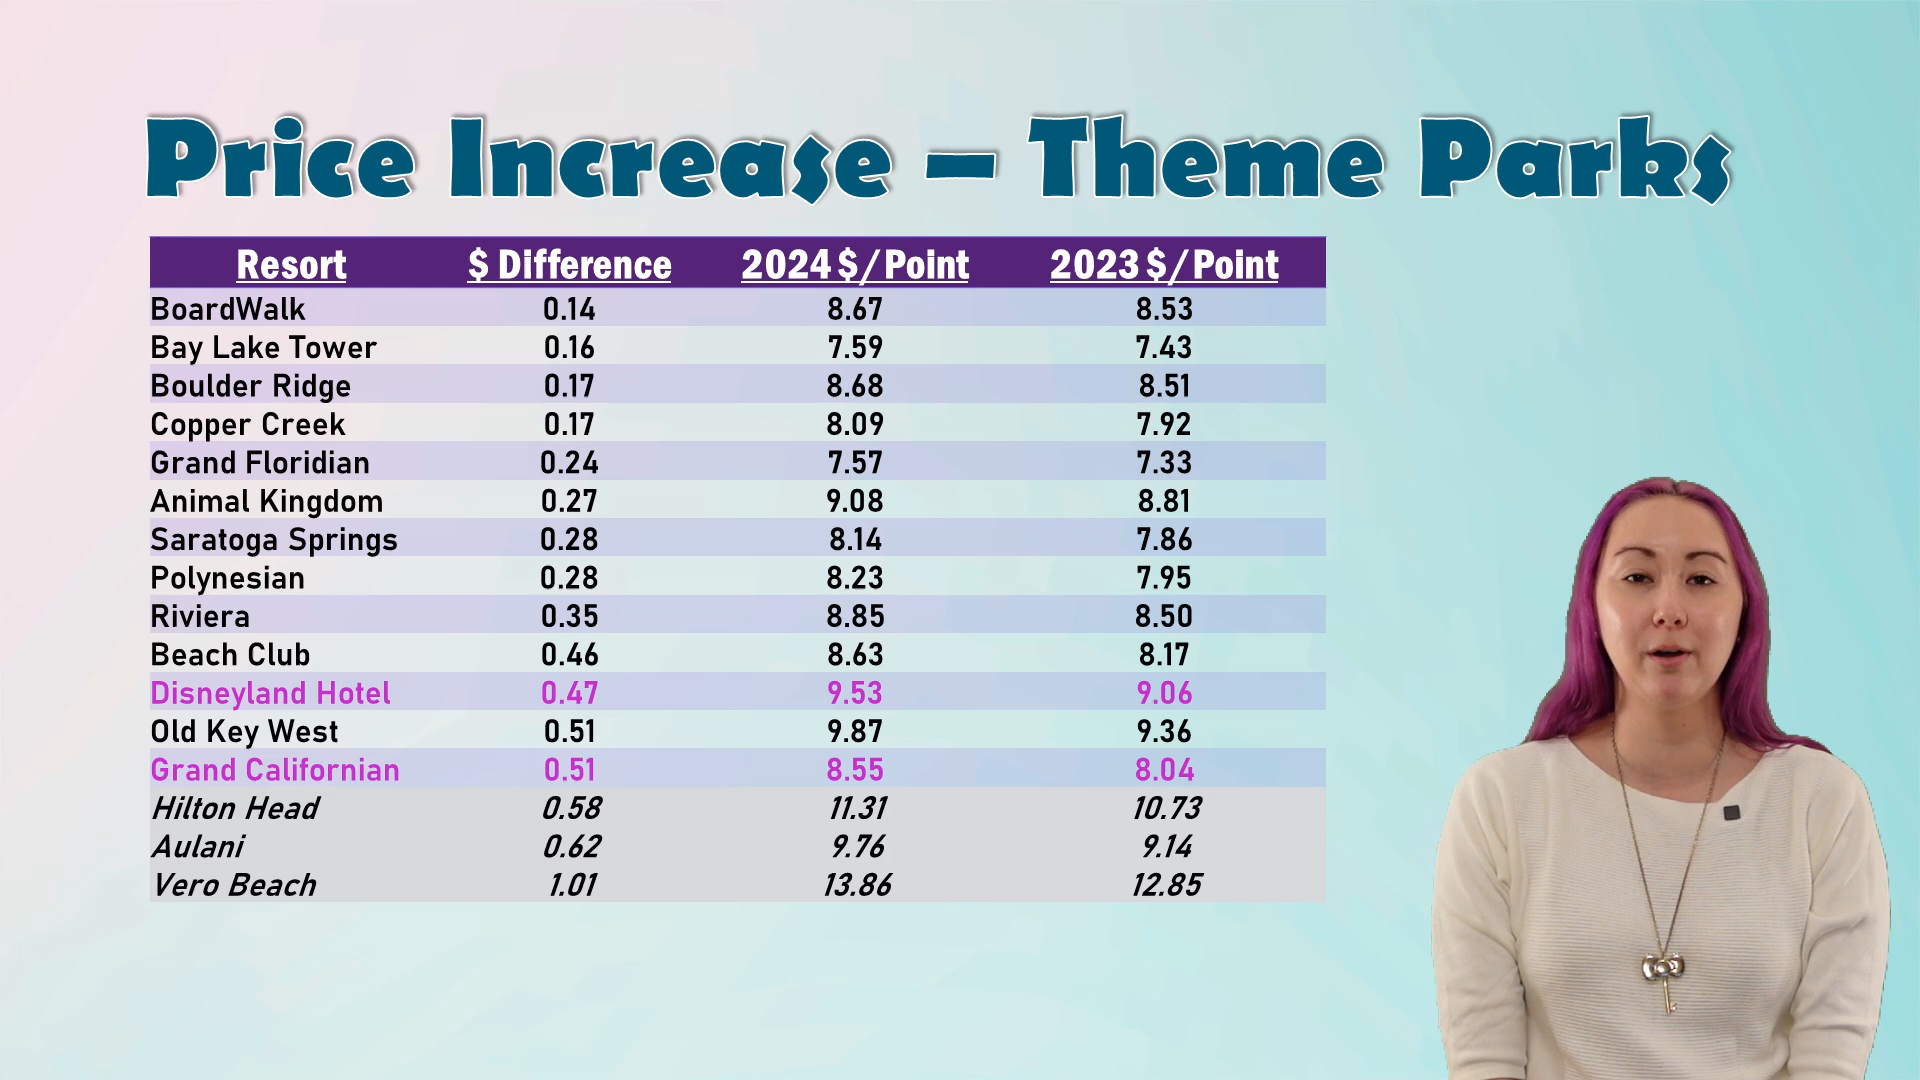 Price Increase – Theme Parks
Resort $ Difference 2024 $/Point 2023 $/Point
BoardWalk 0.14 8.67 8.53
Bay Lake Tower 0.16 7.59 7.43
Boulder Ridge 0.17 8.68 8.51
Copper Creek 0.17 8.09 7.92
Grand Floridian 0.24 7.57 7.33
Animal Kingdom 0.27 9.08 8.81
Saratoga Springs 0.28 8.14 7.86
Polynesian 0.28 8.23 7.95
Riviera 0.35 8.85 8.50
Beach Club 0.46 8.63 8.17
Disneyland Hotel 0.47 9.53 9.06
Old Key West 0.51 9.87 9.36
Grand Californian 0.51 8.55 8.04
Hilton Head 0.58 11.31 10.73
Aulani 0.62 9.76 9.14
Vero Beach 1.01 13.86 12.85